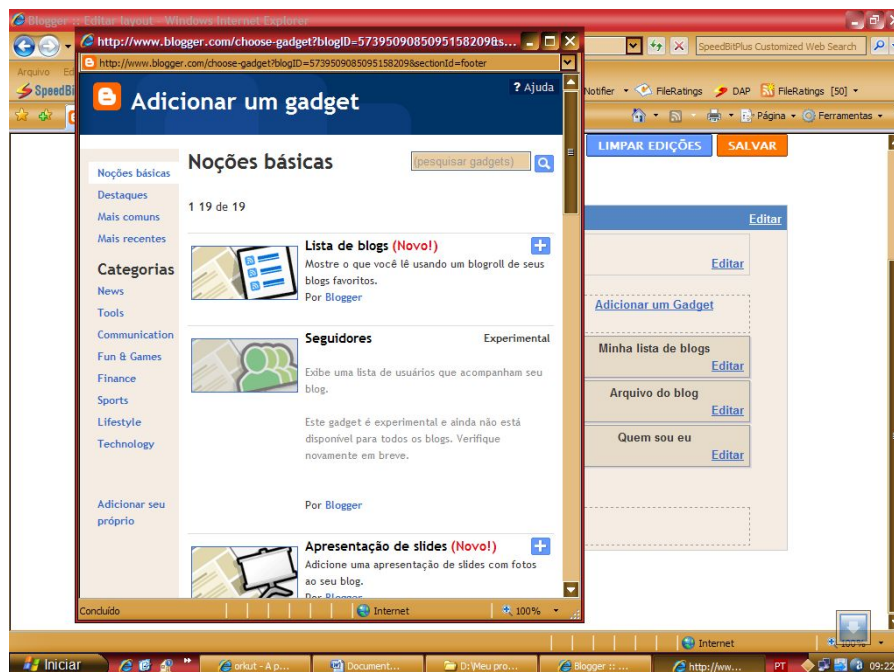 Blogger :: Editar layout - Windows Internet Explorer
http://www.blogger.com/choose-gadget?blogID=5739509085095158209&s...
http://www.blogger.com/choose-gadget?blogID=5739509085095158209&sectionId=footer
SpeedBitPlus Customized Web Search
Arquivo Ed
SpeedBi
Notifier
FileRatings
DAP
FileRatings [50]
Página
Ferramentas
Adicionar um gadget
? Ajuda
LIMPAR EDIÇÕES
SALVAR
Noções básicas
Destaques
Mais comuns
Mais recentes
Categorias
News
Tools
Communication
Fun & Games
Finance
Sports
Lifestyle
Technology
Adicionar seu
próprio
Noções básicas
(pesquisar gadgets)
1 19 de 19
Lista de blogs (Novo!)
Mostre o que você lê usando um blogroll de seus
blogs favoritos.
Por Blogger
Seguidores
Experimental
Exibe uma lista de usuários que acompanham seu
blog.
Este gadget é experimental e ainda não está
disponível para todos os blogs. Verifique
novamente em breve.
Por Blogger
Apresentação de slides (Novo!)
Adicione uma apresentação de slides com fotos
ao seu blog.
Por Blogger
Editar
Editar
Adicionar um Gadget
Minha lista de blogs
Editar
Arquivo do blog
Editar
Quem sou eu
Editar
Concluído
Internet
100%
Internet
100%
Iniciar
orkut - A p...
Document...
D:\Meu pro...
Blogger :: ...
http://ww...
PT
09:22